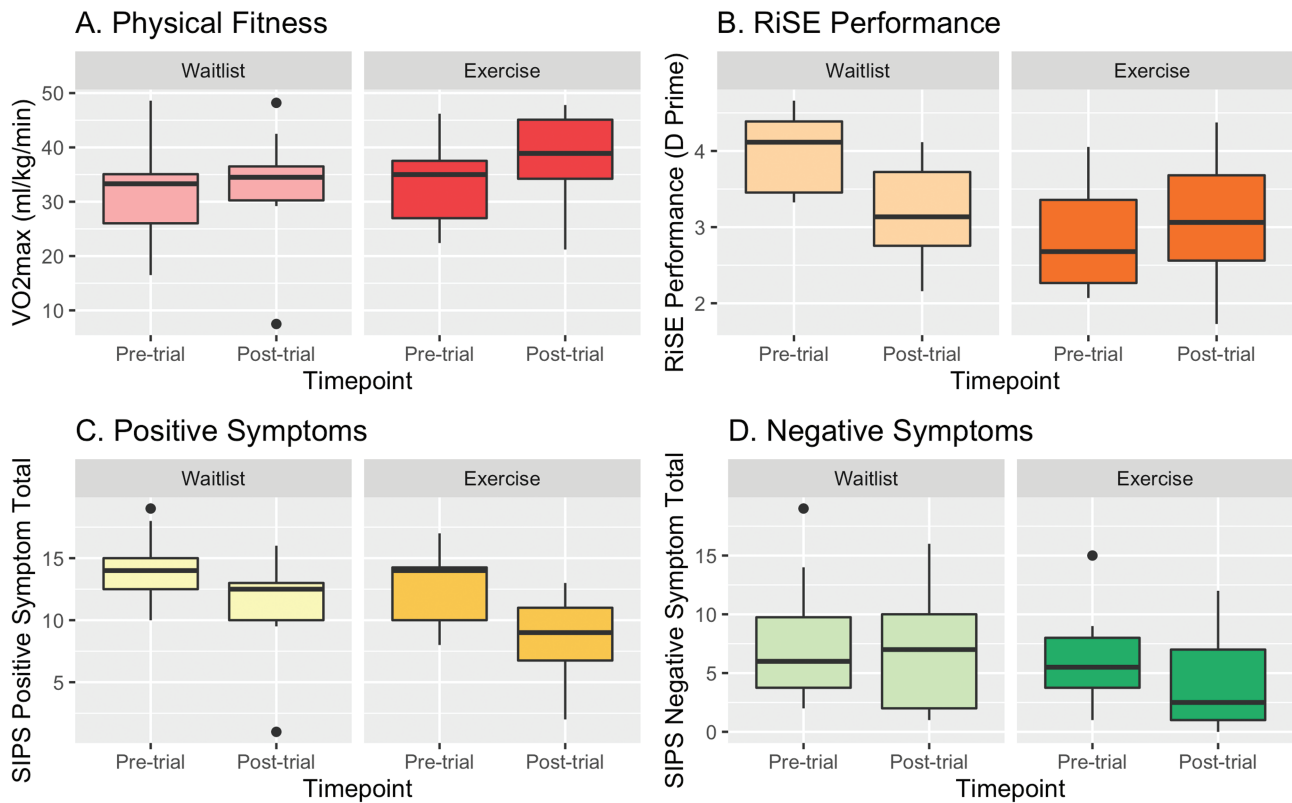 A. Physical Fitness
Waitlist
Exercise
VO2max (ml/kg/min)
50
40
30
20
10
Pre-trial
Post-trial
Pre-trial
Post-trial
Timepoint
B. RiSE Performance
Waitlist
Exercise
RiSE Performance (D Prime)
4
3
2
Pre-trial
Post-trial
Pre-trial
Post-trial
Timepoint
C. Positive Symptoms
Waitlist
Exercise
SIPS Positive Symptom Total
15
10
5
Pre-trial
Post-trial
Pre-trial
Post-trial
Timepoint
D. Negative Symptoms
Waitlist
Exercise
SIPS Negative Symptom Total
15
10
5
0
Pre-trial
Post-trial
Pre-trial
Post-trial
Timepoint